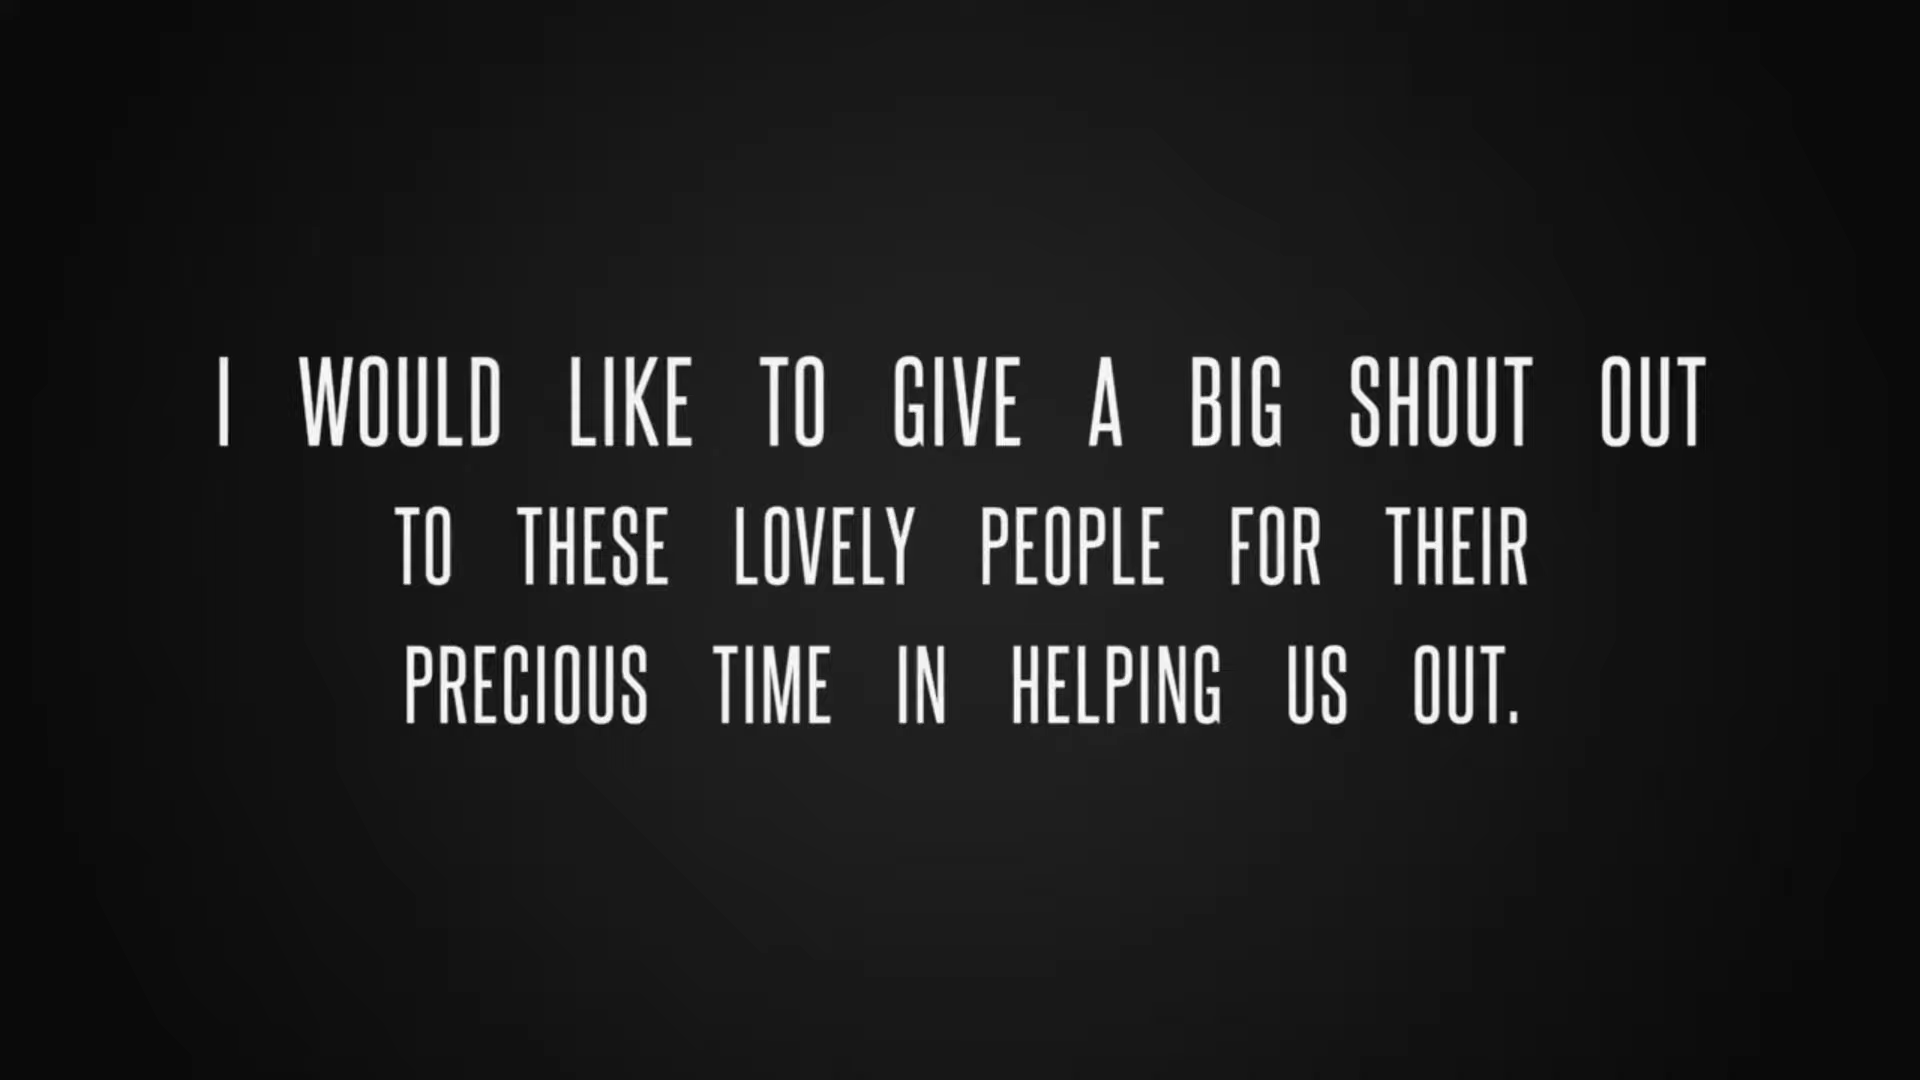 I WOULD LIKE TO GIVE A BIG SHOUT OUT
TO THESE LOVELY PEOPLE FOR THEIR
PRECIOUS TIME IN HELPING US OUT.